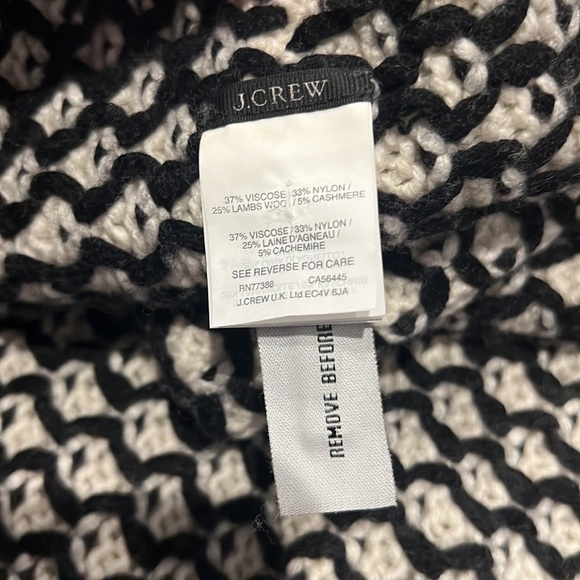 J.CREW
37% VISCOSE / 33% NYLON /
25% LAMBS WOOL / 5% CASHMERE
37% VISCOSE / 33% NYLON /
25% LAINE D'AGNEAU /
5% CACHEMIRE
SEE REVERSE FOR CARE
RN77388 CA56445
J.CREW U.K. Ltd EC4V 6JA
REMOVE BEFORE